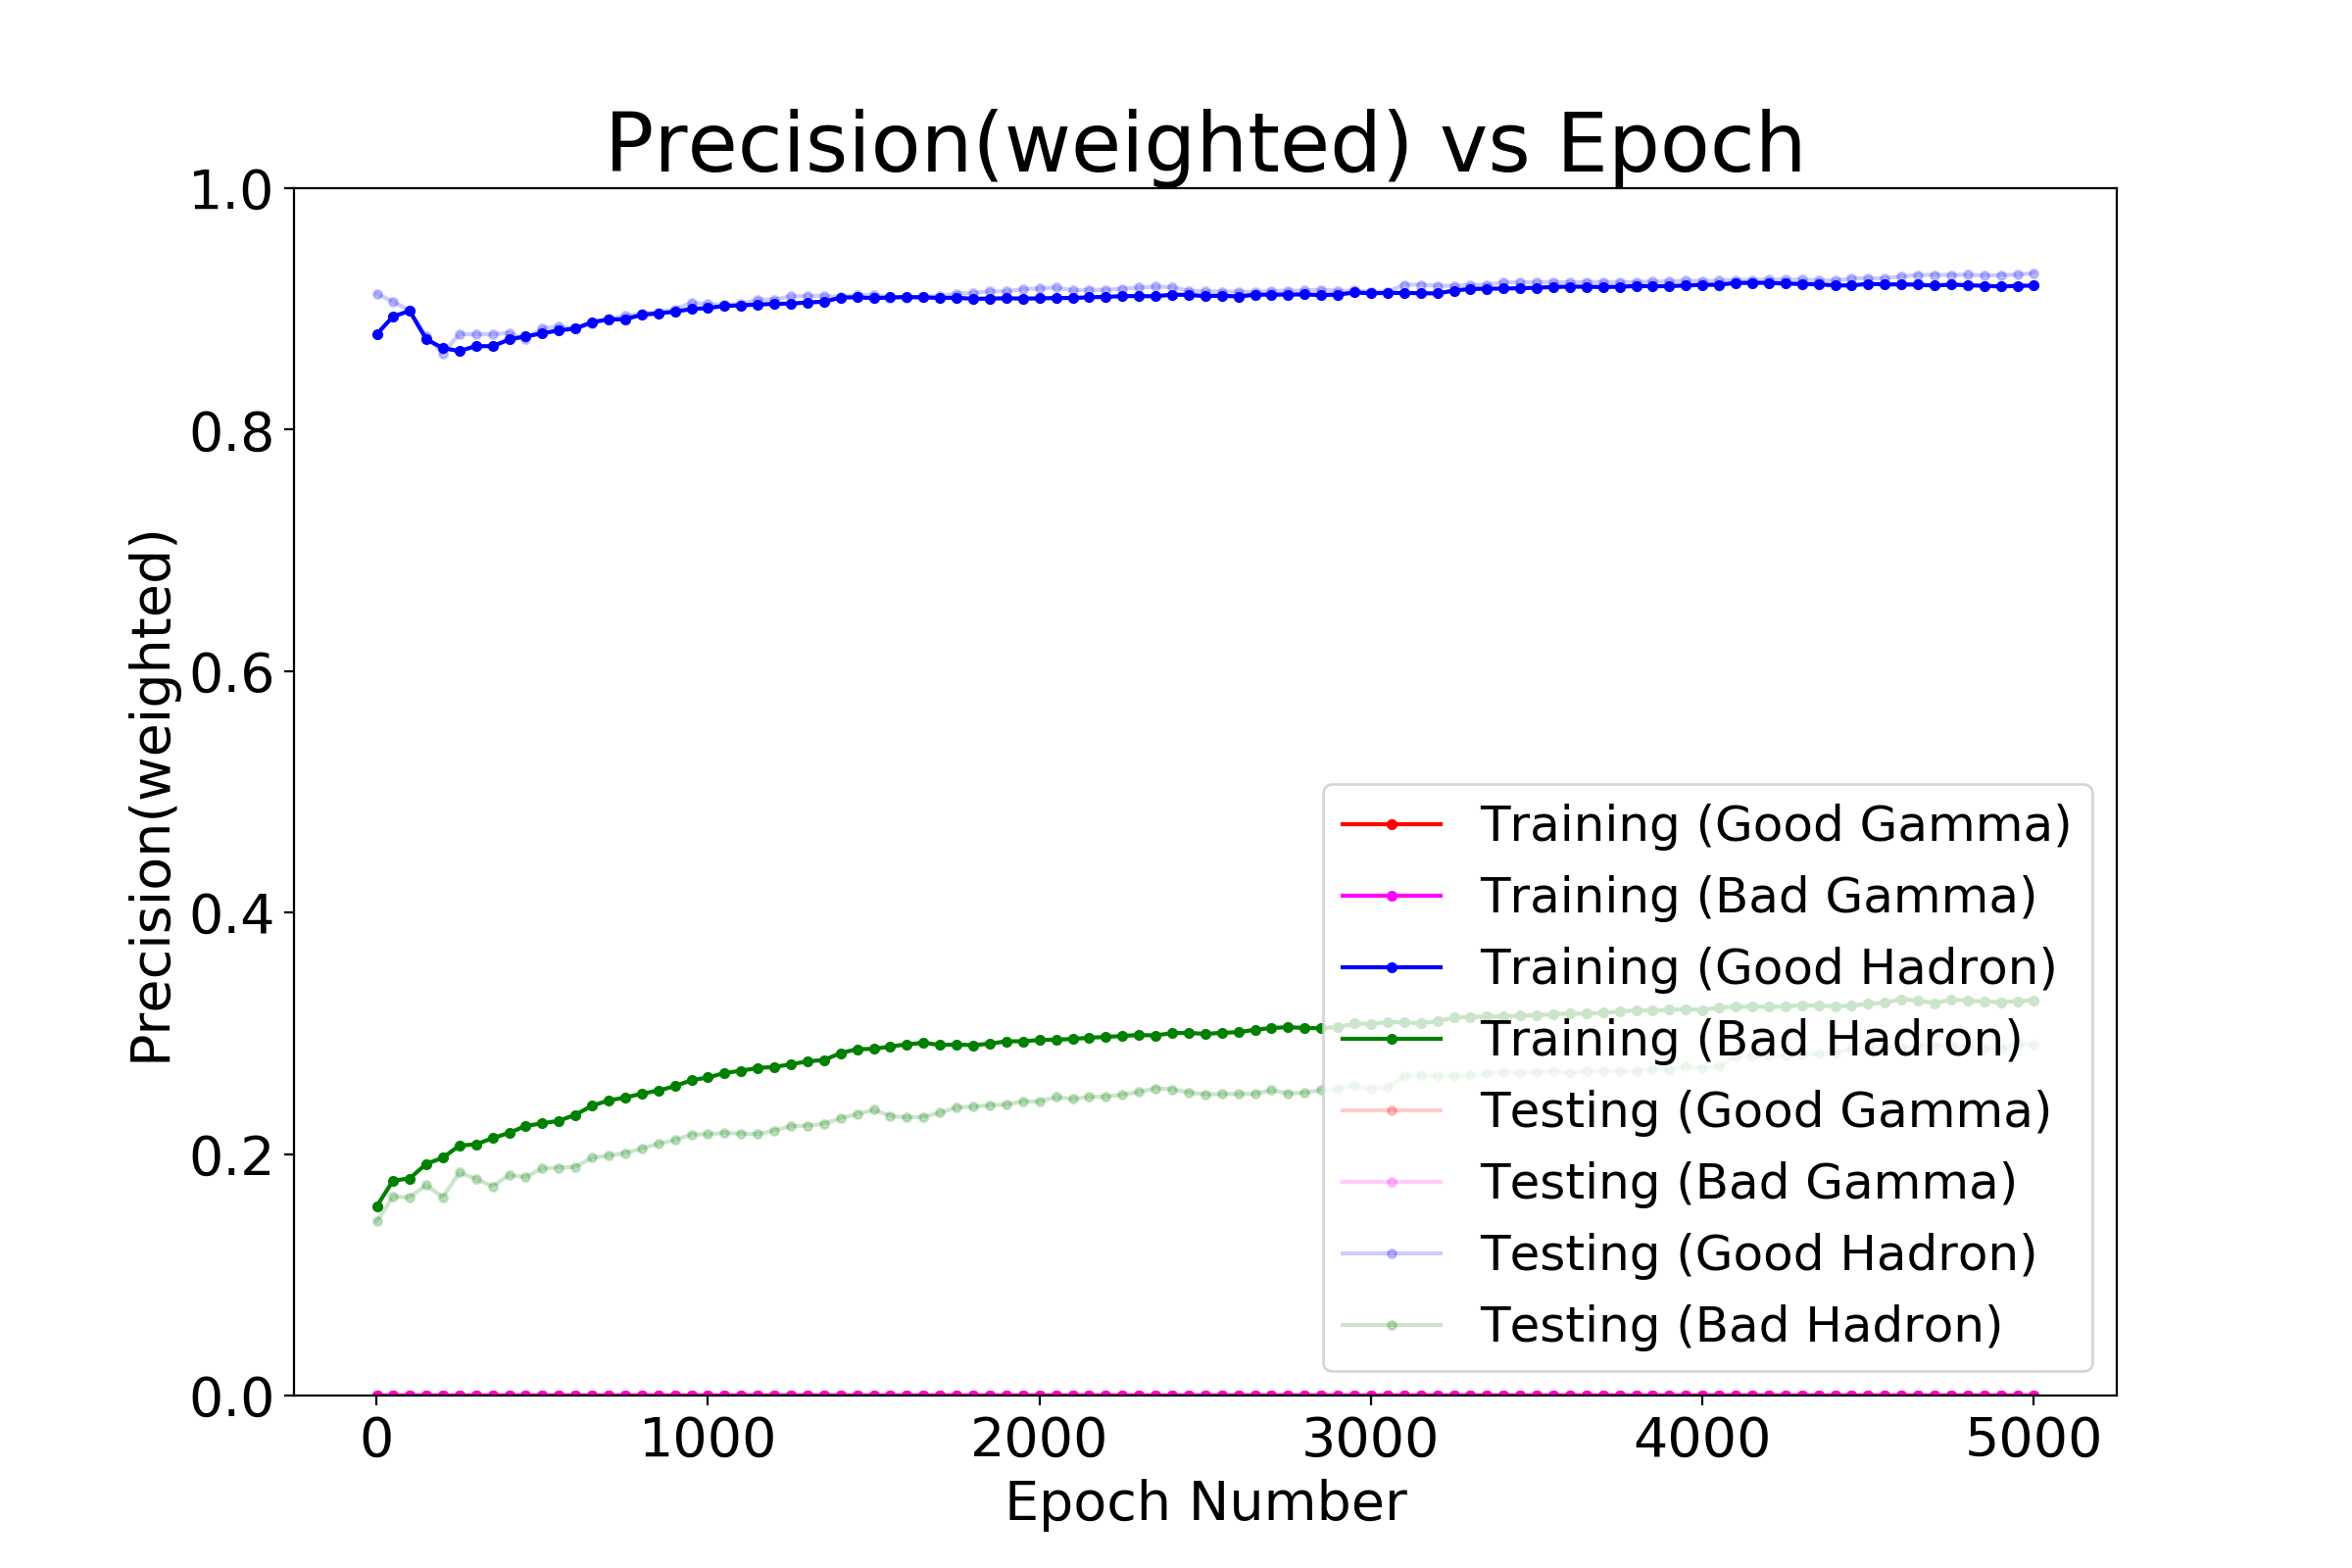 Precision(weighted) vs Epoch
1.0
0.8
0.6
0.4
0.2
0.0
Precision(weighted)
0 1000 2000 3000 4000 5000
Epoch Number
Training (Good Gamma)
Training (Bad Gamma)
Training (Good Hadron)
Training (Bad Hadron)
Testing (Good Gamma)
Testing (Bad Gamma)
Testing (Good Hadron)
Testing (Bad Hadron)